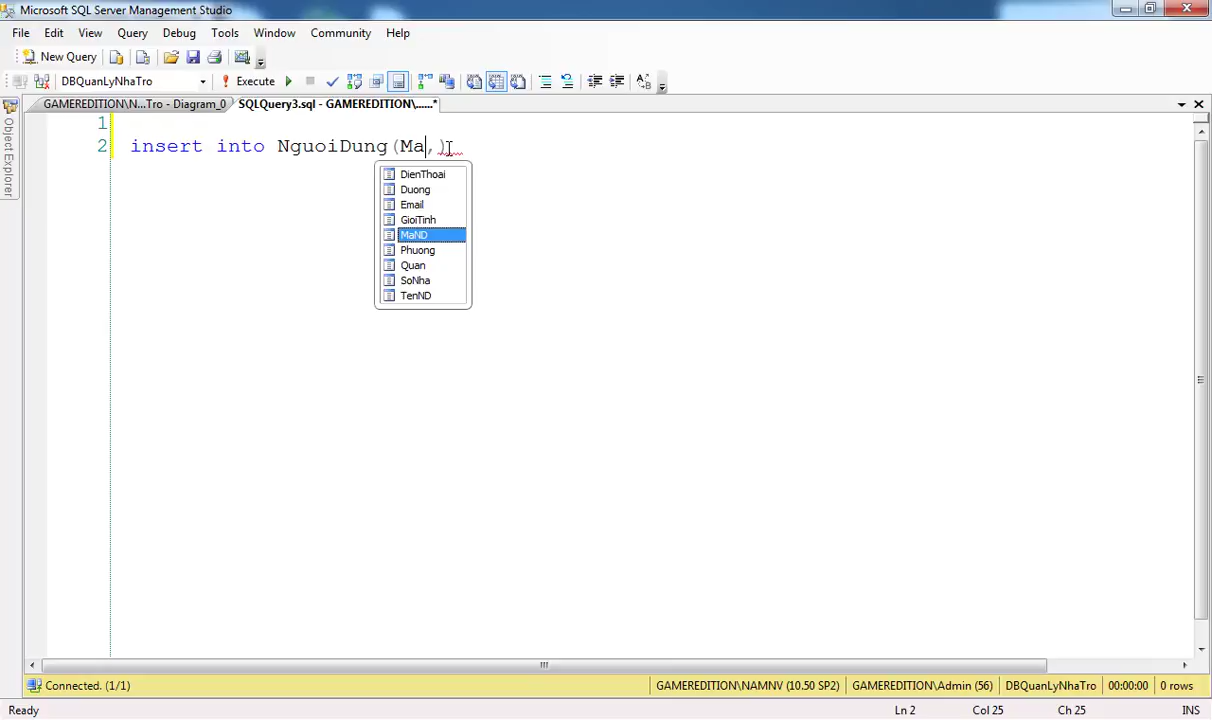 Microsoft SQL Server Management Studio
File Edit View Query Debug Tools Window Community Help
New Query
DBQuanLyNhaTro Execute
GAMEREDITION\N...Tro - Diagram_0 SQLQuery3.sql - GAMEREDITION\......*
Object Explorer
1
2 insert into NguoiDung(Ma,)
DienThoai
Duong
Email
GioiTinh
MaND
Phuong
Quan
SoNha
TenND
Connected. (1/1) GAMEREDITION\NAMNV (10.50 SP2) GAMEREDITION\Admin (56) DBQuanLyNhaTro 00:00:00 0 rows
Ready Ln 2 Col 25 Ch 25 INS